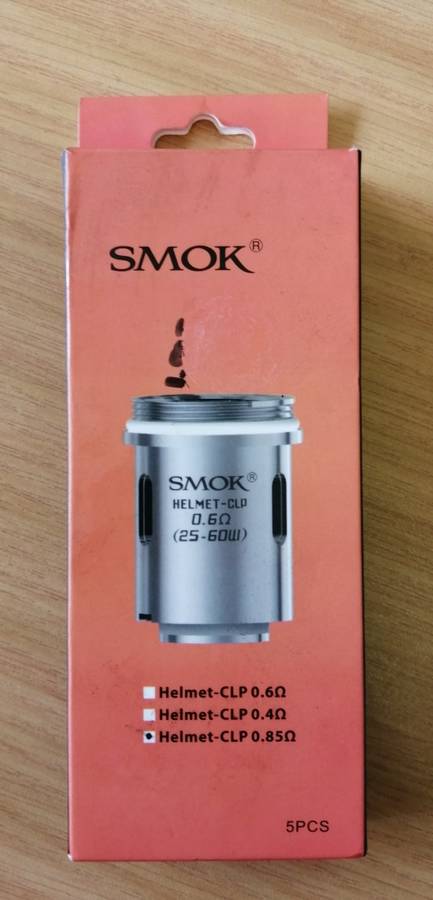 SMOK®
SMOK®
HELMET-CLP
0.6Ω
(25-60W)
Helmet-CLP 0.6Ω
Helmet-CLP 0.4Ω
Helmet-CLP 0.85Ω
5PCS